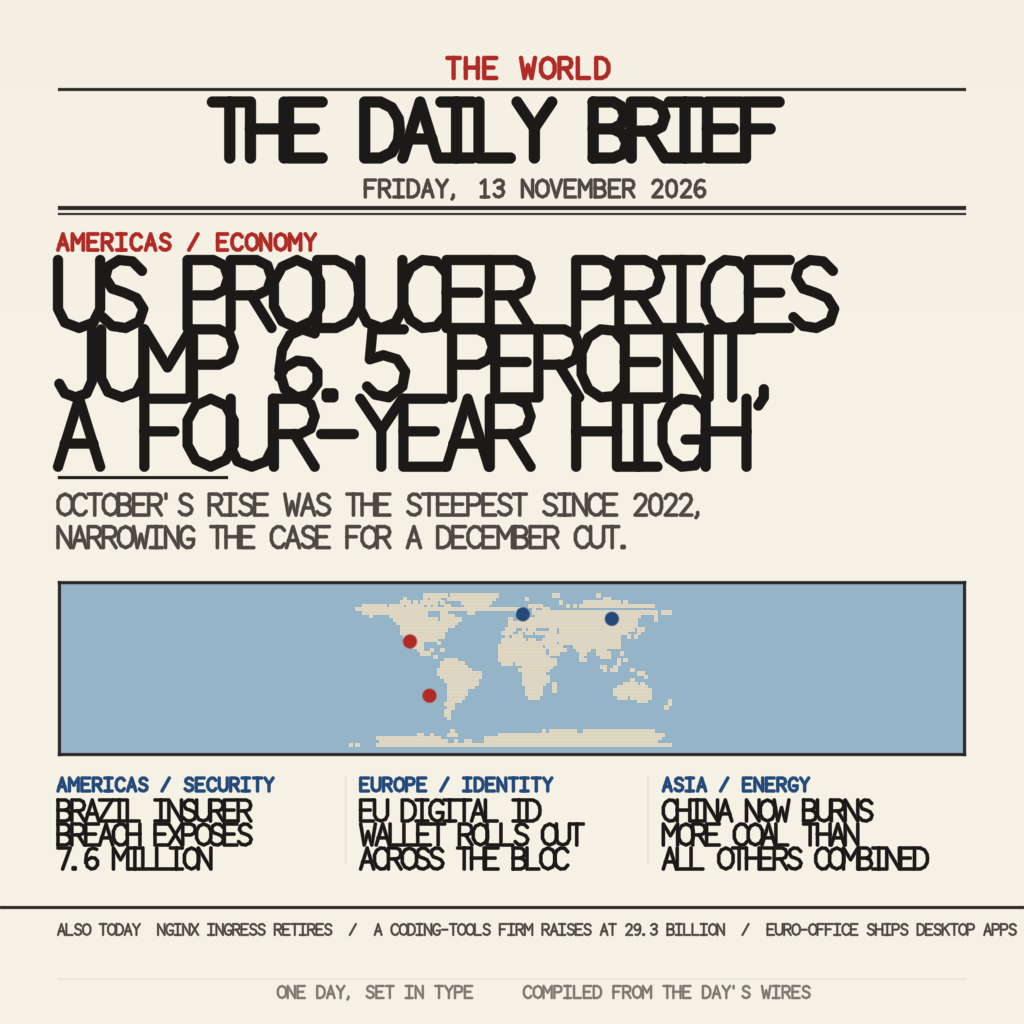 THE WORLD
THE DAILY BRIEF
FRIDAY, 13 NOVEMBER 2026
AMERICAS / ECONOMY
US PRODUCER PRICES
JUMP 6.5 PERCENT,
A FOUR-YEAR HIGH
OCTOBER'S RISE WAS THE STEEPEST SINCE 2022,
NARROWING THE CASE FOR A DECEMBER CUT.
AMERICAS / SECURITY
BRAZIL INSURER
BREACH EXPOSES
7.6 MILLION
EUROPE / IDENTITY
EU DIGITAL ID
WALLET ROLLS OUT
ACROSS THE BLOC
ASIA / ENERGY
CHINA NOW BURNS
MORE COAL THAN
ALL OTHERS COMBINED
ALSO TODAY NGINX INGRESS RETIRES / A CODING-TOOLS FIRM RAISES AT 29.3 BILLION / EURO-OFFICE SHIPS DESKTOP APPS
ONE DAY, SET IN TYPE COMPILED FROM THE DAY'S WIRES